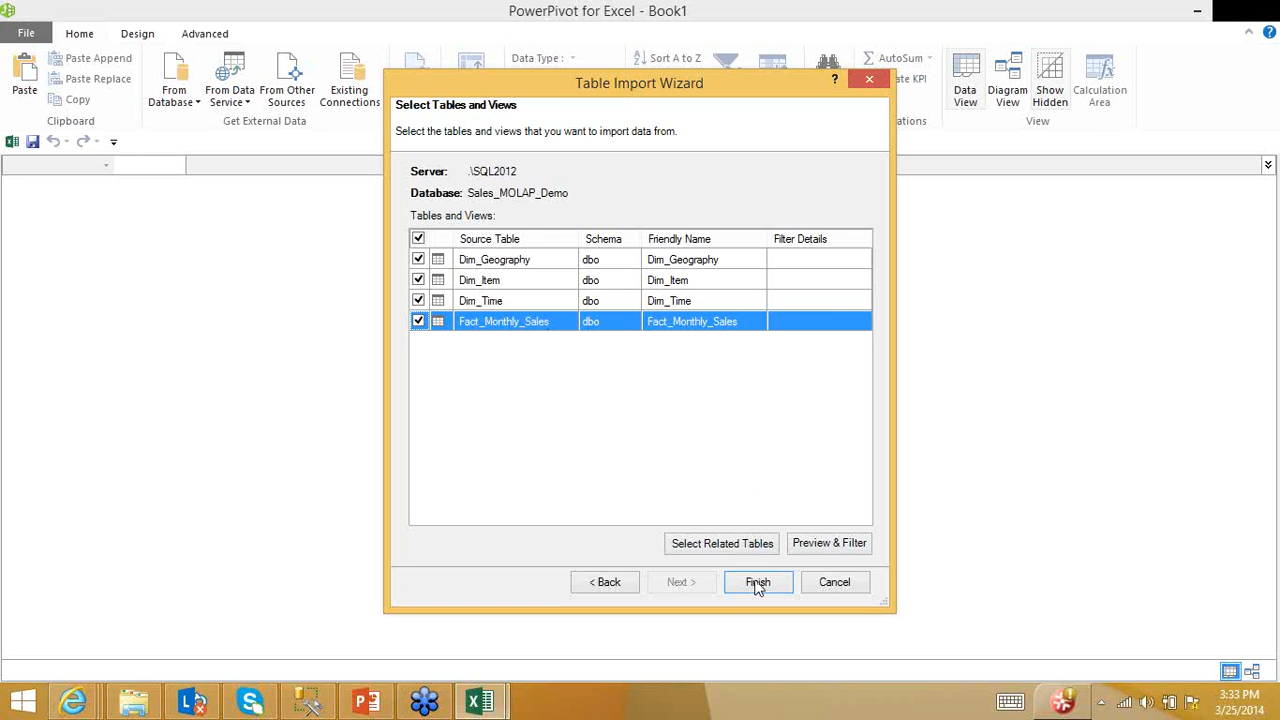 PowerPivot for Excel - Book1
File Home Design Advanced
Paste
Paste Append
Paste Replace
Copy
Clipboard
From Database
From Data Service
From Other Sources
Existing Connections
Get External Data
Data Type :
Sort A to Z
AutoSum
te KPI
ations
Data View
Diagram View
Show Hidden
Calculation Area
View
Table Import Wizard
?
Select Tables and Views
Select the tables and views that you want to import data from.
Server: .\SQL2012
Database: Sales_MOLAP_Demo
Tables and Views:
Source Table Schema Friendly Name Filter Details
Dim_Geography dbo Dim_Geography
Dim_Item dbo Dim_Item
Dim_Time dbo Dim_Time
Fact_Monthly_Sales dbo Fact_Monthly_Sales
Select Related Tables Preview & Filter
< Back Next > Finish Cancel
3:33 PM
3/25/2014